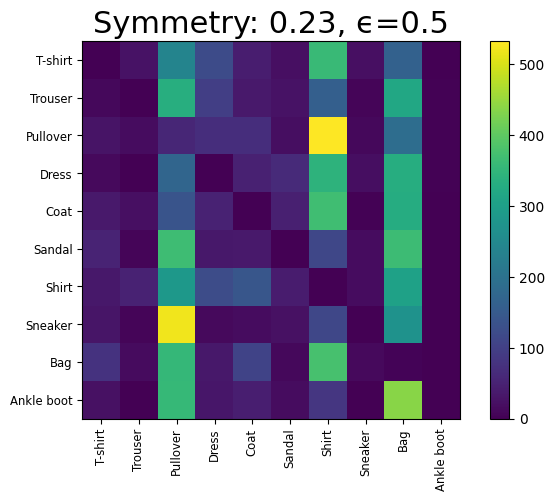 Symmetry: 0.23, ϵ=0.5
T-shirt
Trouser
Pullover
Dress
Coat
Sandal
Shirt
Sneaker
Bag
Ankle boot
T-shirt
Trouser
Pullover
Dress
Coat
Sandal
Shirt
Sneaker
Bag
Ankle boot
500
400
300
200
100
0